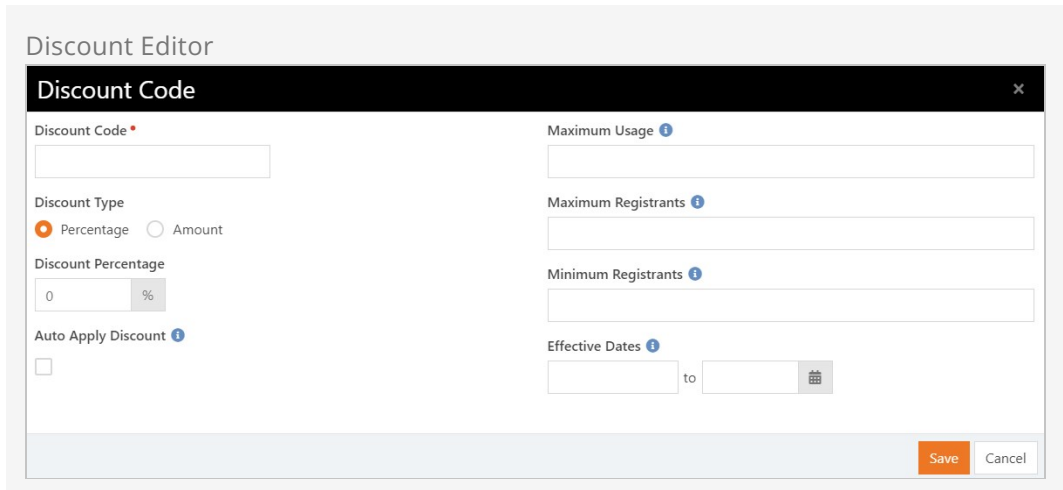 Discount Editor
Discount Code
×
Discount Code •
Maximum Usage
Discount Type
Maximum Registrants
Percentage Amount
Discount Percentage
Minimum Registrants
0 %
Auto Apply Discount
Effective Dates
to
Save Cancel